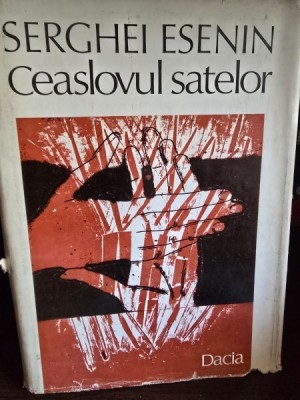 SERGHEI ESENIN
Ceaslovul satelor
Dacia